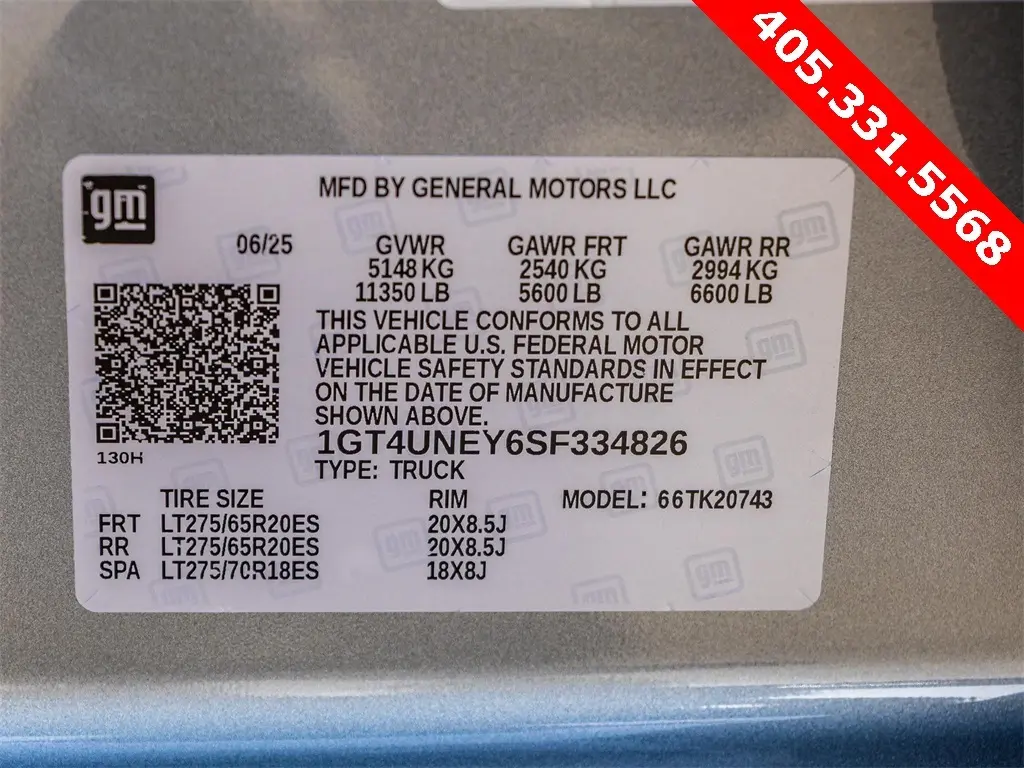 405.331.5568
gm
MFD BY GENERAL MOTORS LLC
06/25 GVWR GAWR FRT GAWR RR
5148 KG 2540 KG 2994 KG
11350 LB 5600 LB 6600 LB
THIS VEHICLE CONFORMS TO ALL
APPLICABLE U.S. FEDERAL MOTOR
VEHICLE SAFETY STANDARDS IN EFFECT
ON THE DATE OF MANUFACTURE
SHOWN ABOVE.
1GT4UNEY6SF334826
130H
TYPE: TRUCK
TIRE SIZE RIM MODEL: 66TK20743
FRT LT275/65R20ES 20X8.5J
RR LT275/65R20ES 20X8.5J
SPA LT275/70R18ES 18X8J